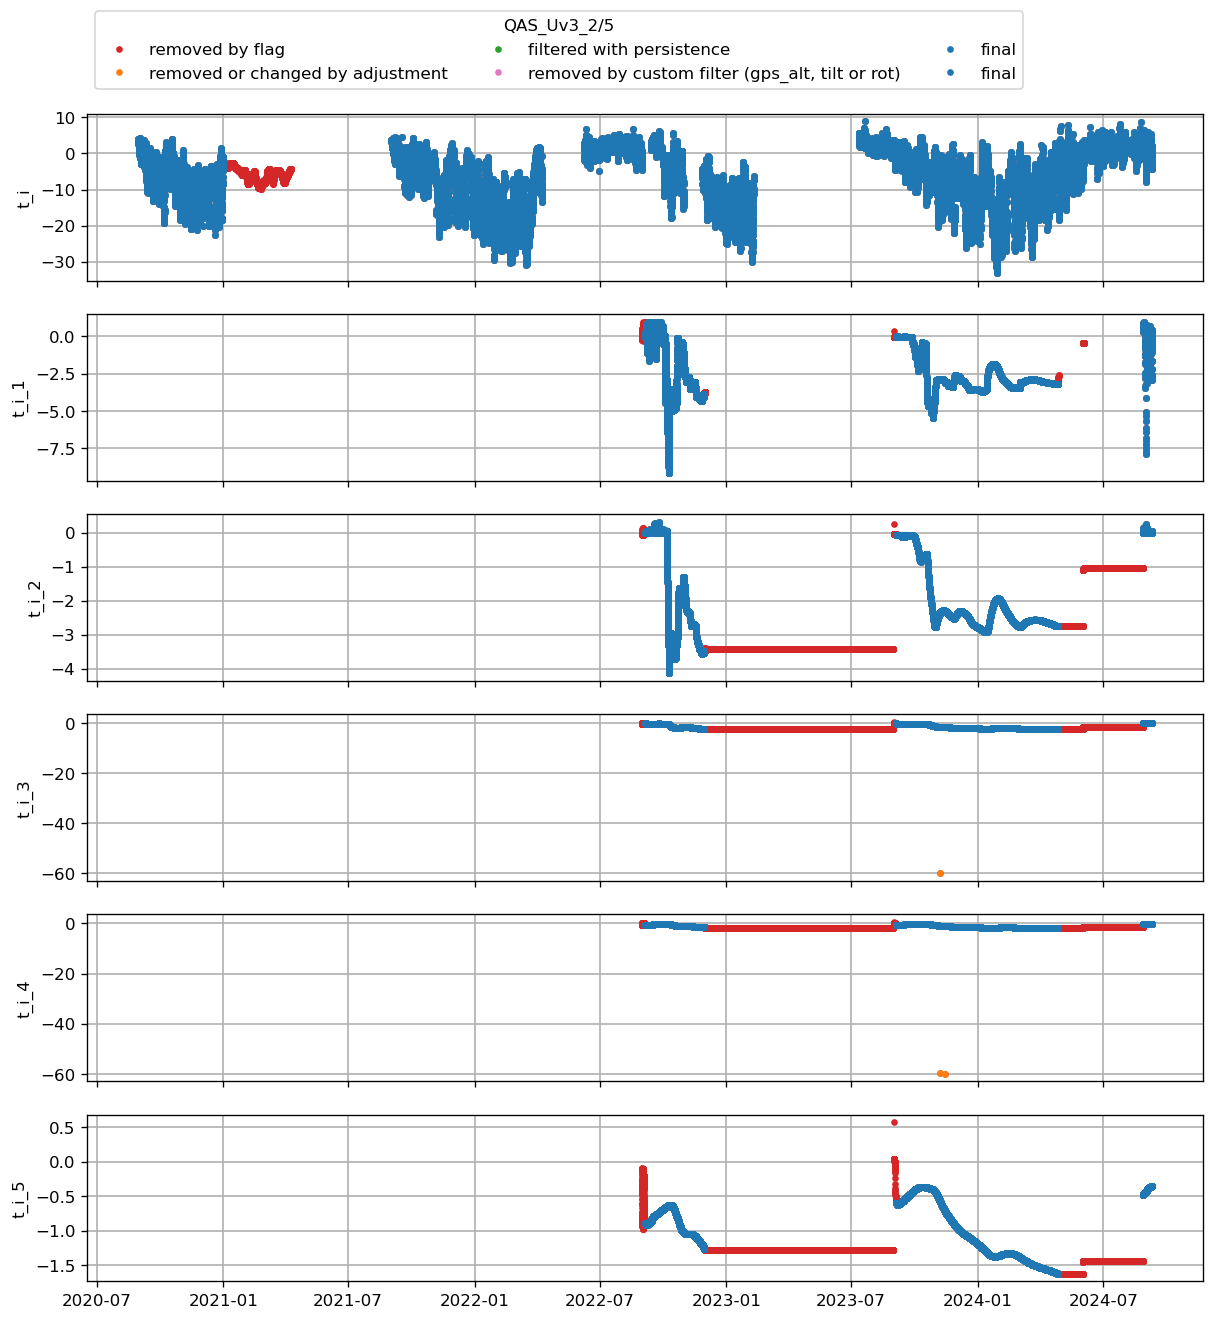 QAS_Uv3_2/5
removed by flag
removed or changed by adjustment
filtered with persistence
removed by custom filter (gps_alt, tilt or rot)
final
final
10
0
−10
−20
−30
t_i
0.0
−2.5
−5.0
−7.5
t_i_1
0
−1
−2
−3
−4
t_i_2
0
−20
−40
−60
t_i_3
0
−20
−40
−60
t_i_4
0.5
0.0
−0.5
−1.0
−1.5
t_i_5
2020-07 2021-01 2021-07 2022-01 2022-07 2023-01 2023-07 2024-01 2024-07